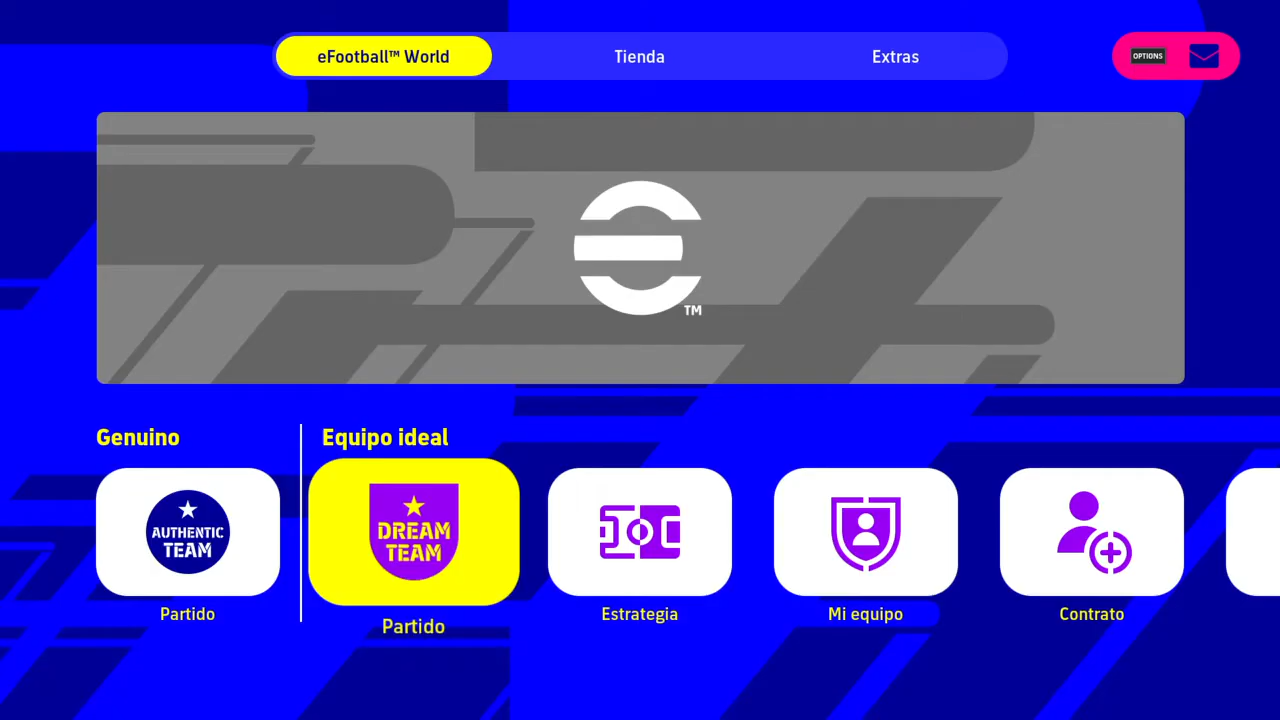 eFootball™ World
Tienda
Extras
OPTIONS
TM
Genuino
Equipo ideal
AUTHENTIC
TEAM
DREAM
TEAM
Partido
Partido
Estrategia
Mi equipo
Contrato